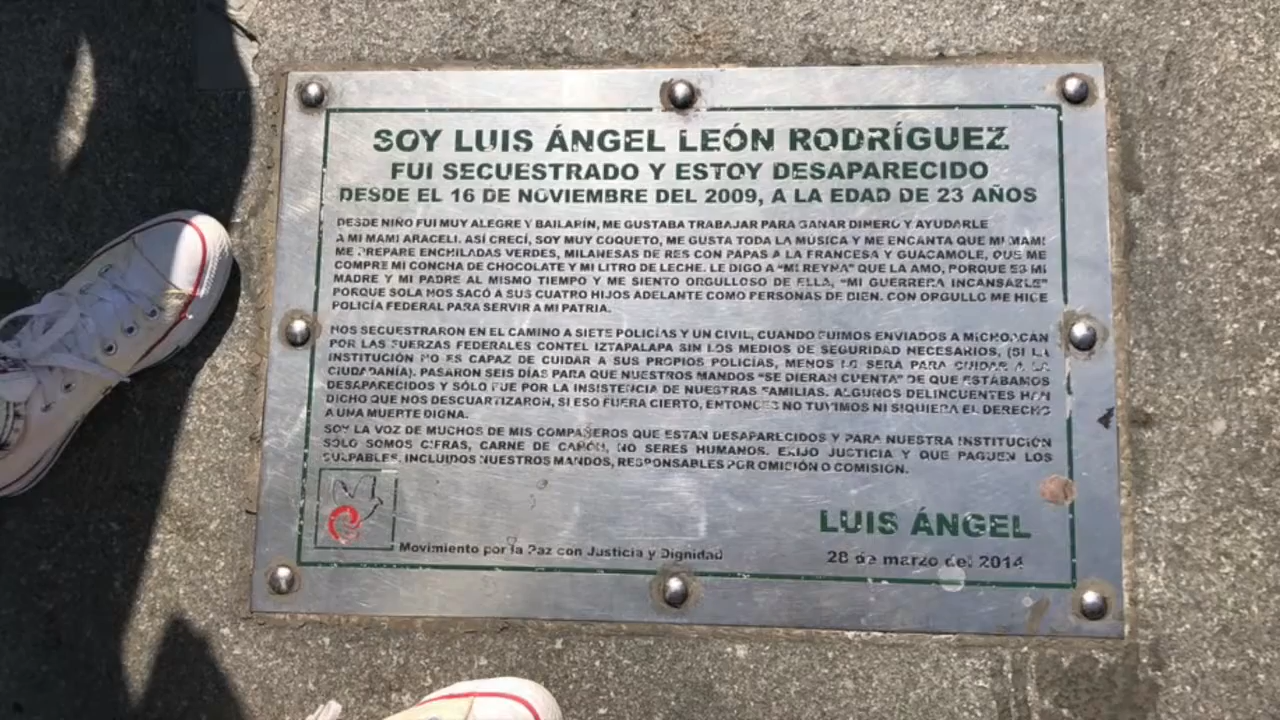 SOY LUIS ÁNGEL LEÓN RODRÍGUEZ
FUI SECUESTRADO Y ESTOY DESAPARECIDO
DESDE EL 16 DE NOVIEMBRE DEL 2009, A LA EDAD DE 23 AÑOS
DESDE NIÑO FUI MUY ALEGRE Y BAILARÍN, ME GUSTABA TRABAJAR PARA GANAR DINERO Y AYUDARLE
A MI MAMI ARACELI. ASÍ CRECÍ, SOY MUY COQUETO, ME GUSTA TODA LA MUSICA Y ME ENCANTA QUE MI MAMI
ME PREPARE ENCHILADAS VERDES, MILANESAS DE RES CON PAPAS A LA FRANCESA Y GUACAMOLE, QUE ME
COMPRE MI CONCHA DE CHOCOLATE Y MI LITRO DE LECHE. LE DIGO A "MI REYNA" QUE LA AMO, PORQUE ES MI
MADRE Y MI PADRE AL MISMO TIEMPO Y ME SIENTO ORGULLOSO DE ELLA, "MI GUERRERA INCANSABLE"
PORQUE SOLA NOS SACÓ A SUS CUATRO HIJOS ADELANTE COMO PERSONAS DE BIEN. CON ORGULLO ME HICE
POLICÍA FEDERAL PARA SERVIR A MI PATRIA.
NOS SECUESTRARON EN EL CAMINO A SIETE POLICÍAS Y UN CIVIL, CUANDO FUIMOS ENVIADOS A MICHOACÁN
POR LAS FUERZAS FEDERALES CONTEL IZTAPALAPA SIN LOS MEDIOS DE SEGURIDAD NECESARIOS, (SI LA
INSTITUCIÓN NO ES CAPAZ DE CUIDAR A SUS PROPIOS POLICÍAS, MENOS LO SERÁ PARA CUIDAR A LA
CIUDADANÍA). PASARON SEIS DÍAS PARA QUE NUESTROS MANDOS "SE DIERAN CUENTA" DE QUE ESTÁBAMOS
DESAPARECIDOS Y SÓLO FUE POR LA INSISTENCIA DE NUESTRAS FAMILIAS. ALGUNOS DELINCUENTES HAN
DICHO QUE NOS DESCUARTIZARON, SI ESO FUERA CIERTO, ENTONCES NO TUVIMOS NI SIQUIERA EL DERECHO
A UNA MUERTE DIGNA.
SOY LA VOZ DE MUCHOS DE MIS COMPAÑEROS QUE ESTAN DESAPARECIDOS Y PARA NUESTRA INSTITUCIÓN
SÓLO SOMOS CIFRAS, CARNE DE CAÑÓN, NO SERES HUMANOS. EXIJO JUSTICIA Y QUE PAGUEN LOS
CULPABLES, INCLUIDOS NUESTROS MANDOS, RESPONSABLES POR OMISIÓN O COMISIÓN.
LUIS ÁNGEL
Movimiento por la Paz con Justicia y Dignidad
28 de marzo del 2014